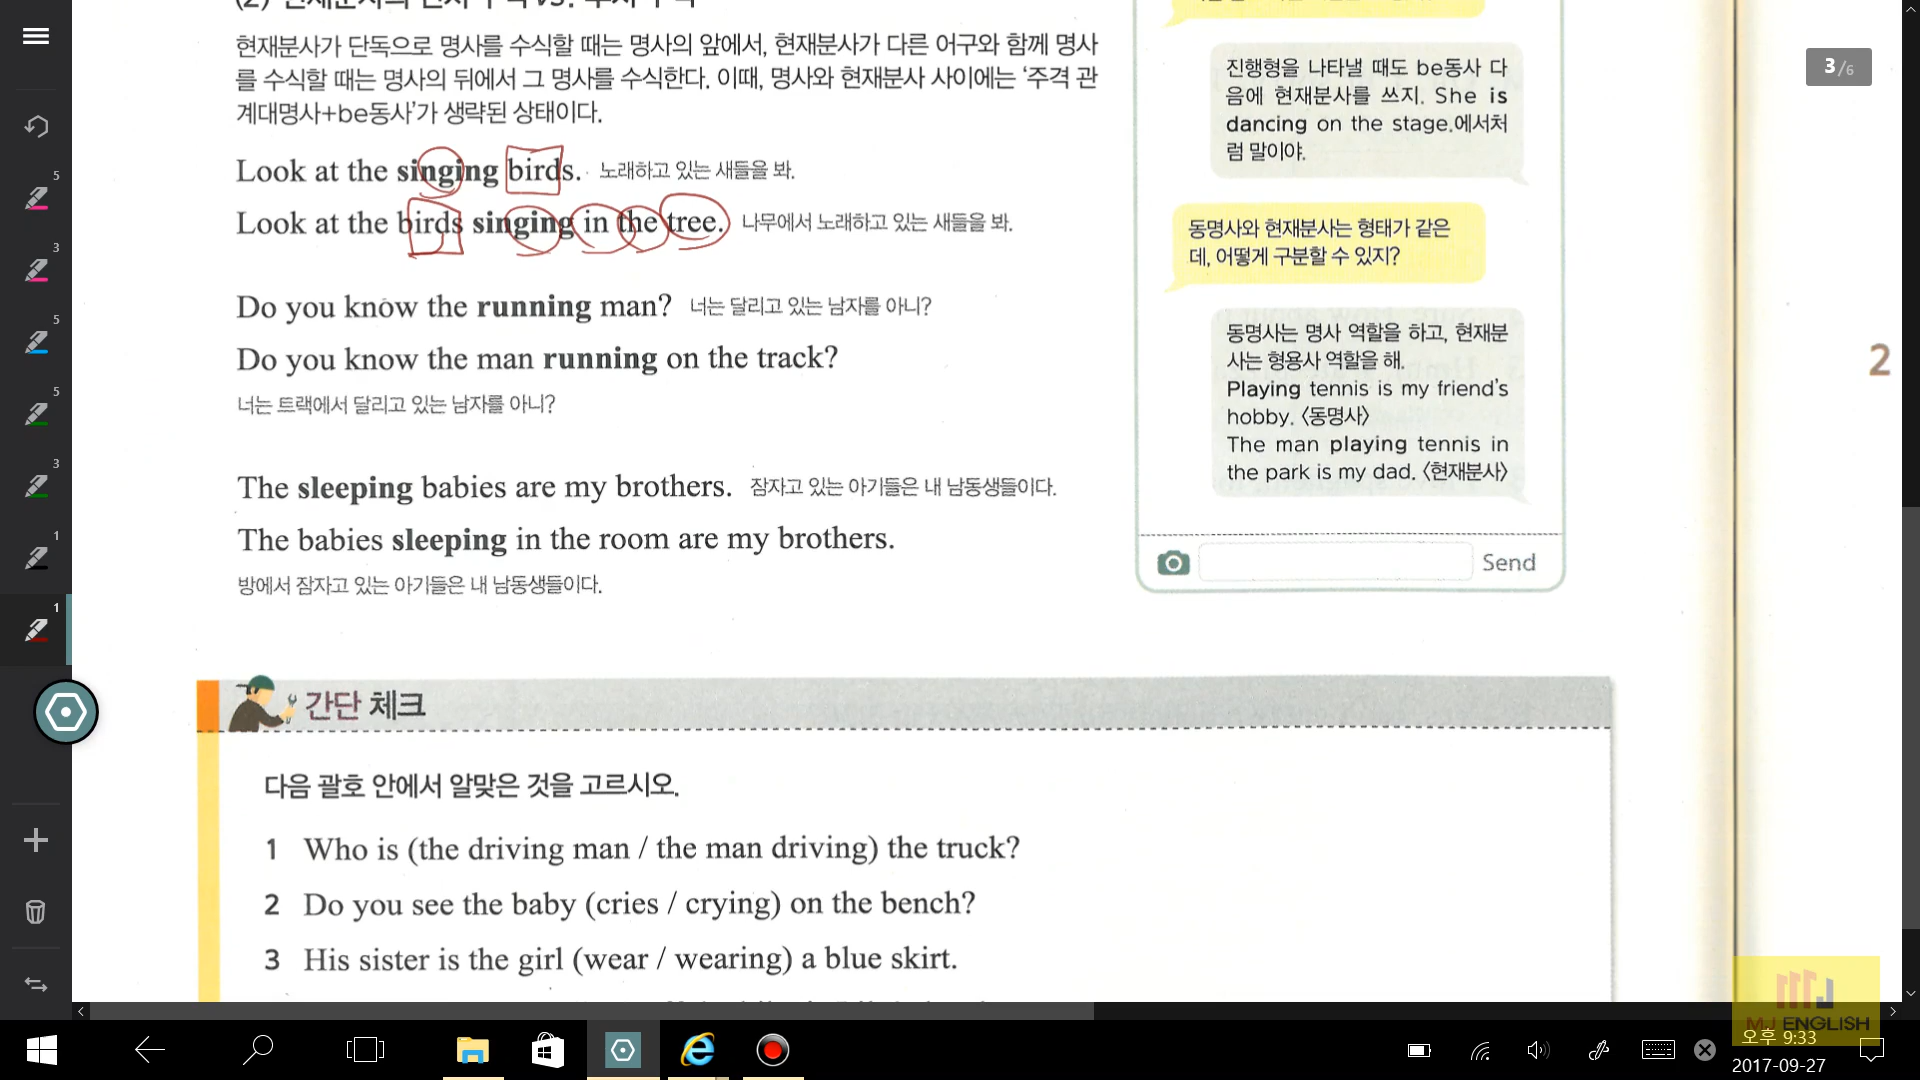 현재분사가 단독으로 명사를 수식할 때는 명사의 앞에서, 현재분사가 다른 어구와 함께 명사
를 수식할 때는 명사의 뒤에서 그 명사를 수식한다. 이때, 명사와 현재분사 사이에는 '주격 관
계대명사+be동사'가 생략된 상태이다.
Look at the singing birds. 노래하고 있는 새들을 봐.
Look at the birds singing in the tree. 나무에서 노래하고 있는 새들을 봐.
Do you know the running man? 너는 달리고 있는 남자를 아니?
Do you know the man running on the track?
너는 트랙에서 달리고 있는 남자를 아니?
The sleeping babies are my brothers. 잠자고 있는 아기들은 내 남동생들이다.
The babies sleeping in the room are my brothers.
방에서 잠자고 있는 아기들은 내 남동생들이다.
진행형을 나타낼 때도 be동사 다
음에 현재분사를 쓰지. She is
dancing on the stage.에서처
럼 말이야.
동명사와 현재분사는 형태가 같은
데, 어떻게 구분할 수 있지?
동명사는 명사 역할을 하고, 현재분
사는 형용사 역할을 해.
Playing tennis is my friend's
hobby. 〈동명사〉
The man playing tennis in
the park is my dad. 〈현재분사〉
Send
간단 체크
다음 괄호 안에서 알맞은 것을 고르시오.
1 Who is (the driving man / the man driving) the truck?
2 Do you see the baby (cries / crying) on the bench?
3 His sister is the girl (wear / wearing) a blue skirt.
3/6
2
5
3
5
5
3
1
1
MJ ENGLISH
오후 9:33
2017-09-27